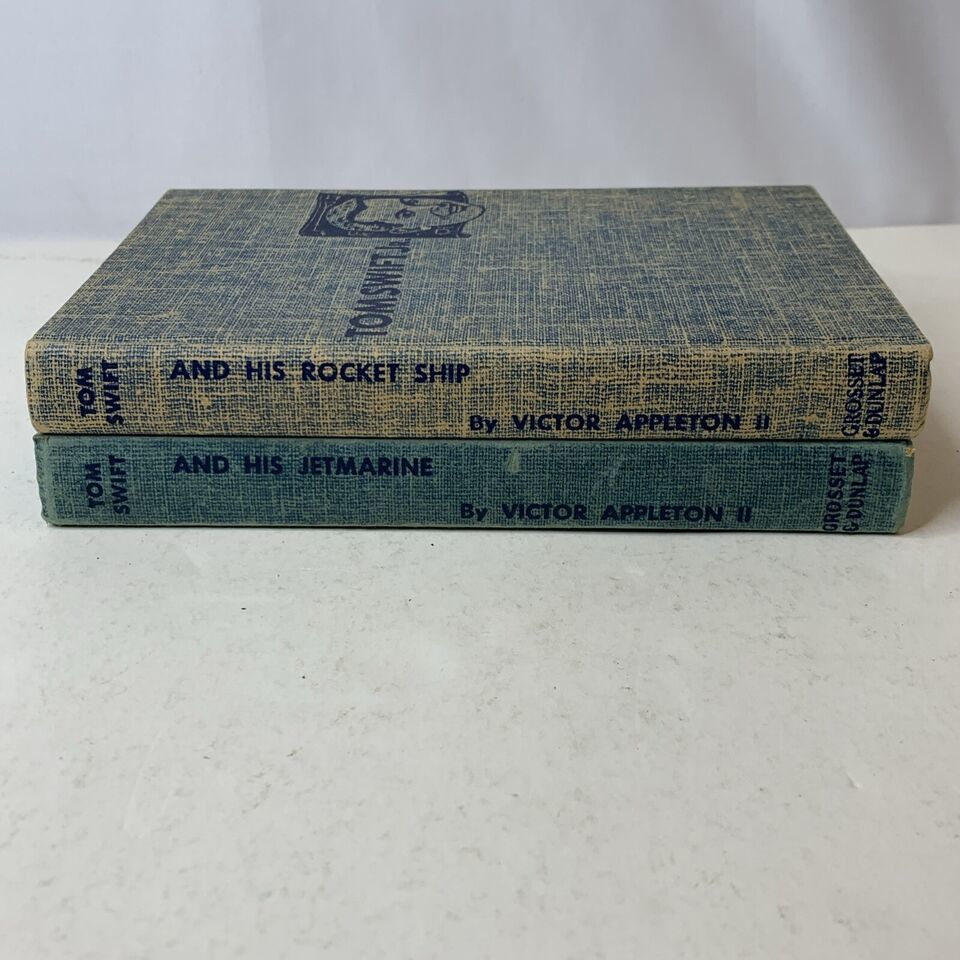 TOM SWIFT Jr.
TOM
SWIFT
AND HIS ROCKET SHIP
By VICTOR APPLETON II
GROSSET
& DUNLAP
TOM
SWIFT
AND HIS JETMARINE
By VICTOR APPLETON II
GROSSET
& DUNLAP